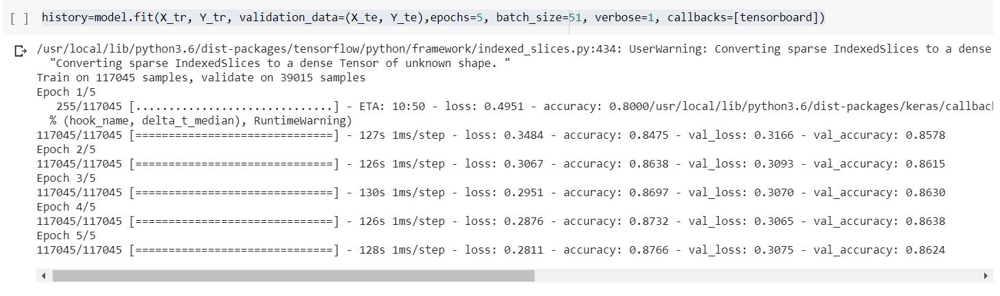 [ ] history=model.fit(X_tr, Y_tr, validation_data=(X_te, Y_te),epochs=5, batch_size=51, verbose=1, callbacks=[tensorboard])
/usr/local/lib/python3.6/dist-packages/tensorflow/python/framework/indexed_slices.py:434: UserWarning: Converting sparse IndexedSlices to a dense
"Converting sparse IndexedSlices to a dense Tensor of unknown shape. "
Train on 117045 samples, validate on 39015 samples
Epoch 1/5
255/117045 [..............................] - ETA: 10:50 - loss: 0.4951 - accuracy: 0.8000/usr/local/lib/python3.6/dist-packages/keras/callbac
% (hook_name, delta_t_median), RuntimeWarning)
117045/117045 [==============================] - 127s 1ms/step - loss: 0.3484 - accuracy: 0.8475 - val_loss: 0.3166 - val_accuracy: 0.8578
Epoch 2/5
117045/117045 [==============================] - 126s 1ms/step - loss: 0.3067 - accuracy: 0.8638 - val_loss: 0.3093 - val_accuracy: 0.8615
Epoch 3/5
117045/117045 [==============================] - 130s 1ms/step - loss: 0.2951 - accuracy: 0.8697 - val_loss: 0.3070 - val_accuracy: 0.8630
Epoch 4/5
117045/117045 [==============================] - 126s 1ms/step - loss: 0.2876 - accuracy: 0.8732 - val_loss: 0.3065 - val_accuracy: 0.8638
Epoch 5/5
117045/117045 [==============================] - 128s 1ms/step - loss: 0.2811 - accuracy: 0.8766 - val_loss: 0.3075 - val_accuracy: 0.8624